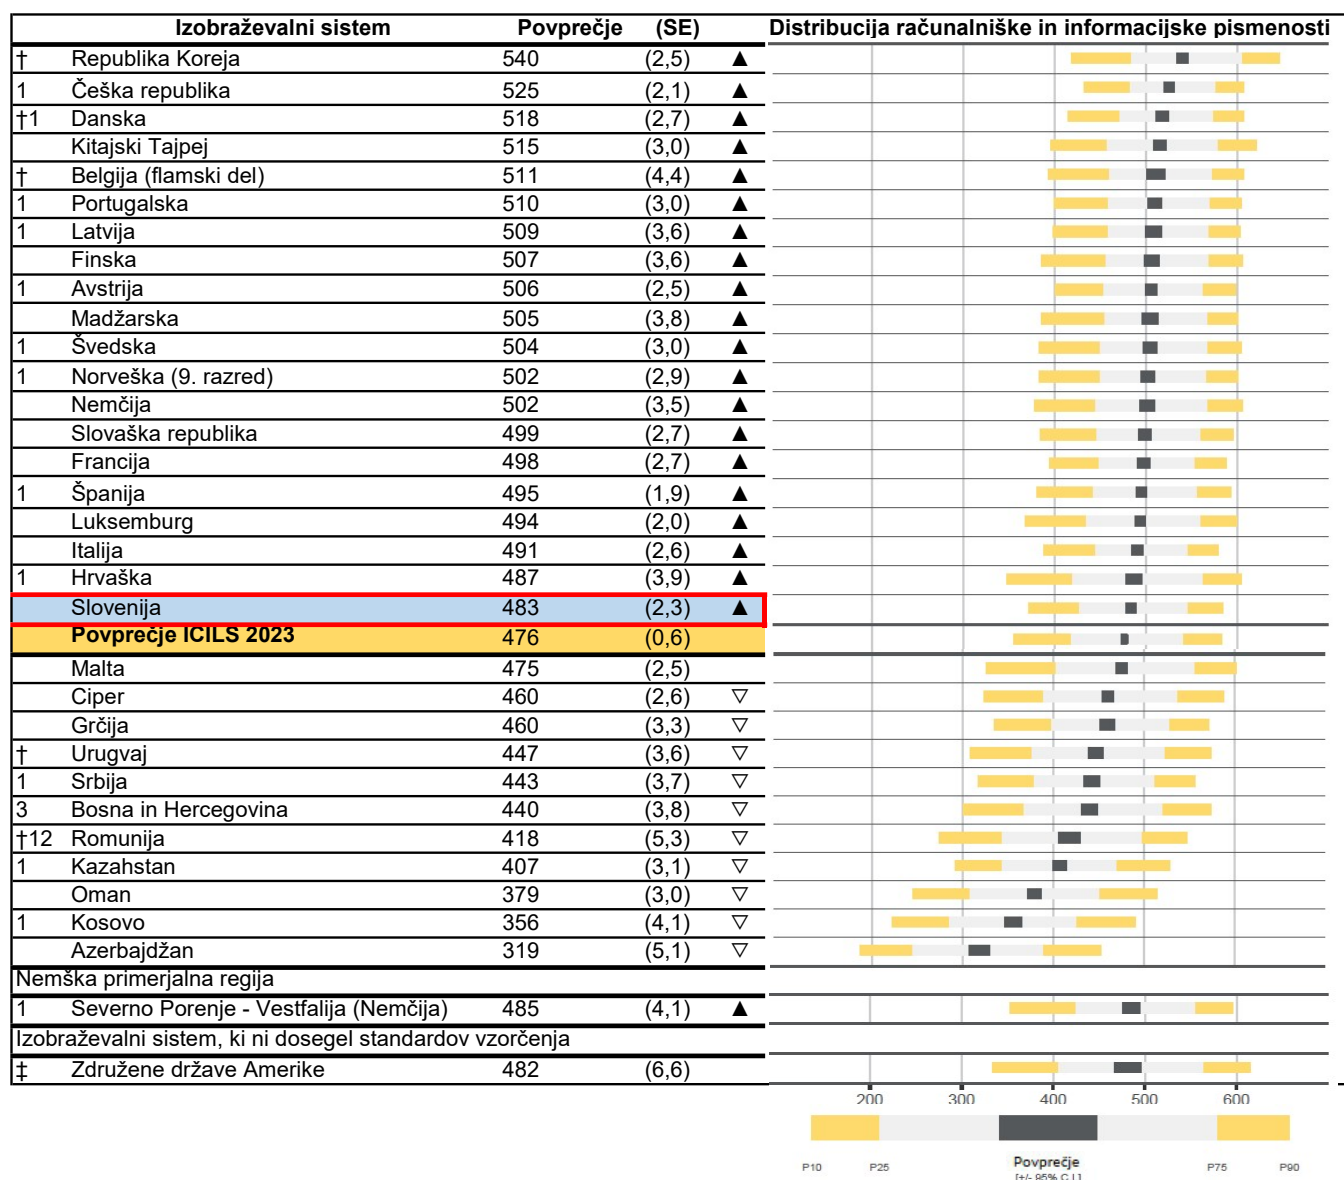 Izobraževalni sistem Povprečje (SE) Distribucija računalniške in informacijske pismenosti
† Republika Koreja 540 (2,5) ▲
1 Češka republika 525 (2,1) ▲
†1 Danska 518 (2,7) ▲
Kitajski Tajpej 515 (3,0) ▲
† Belgija (flamski del) 511 (4,4) ▲
1 Portugalska 510 (3,0) ▲
1 Latvija 509 (3,6) ▲
Finska 507 (3,6) ▲
1 Avstrija 506 (2,5) ▲
Madžarska 505 (3,8) ▲
1 Švedska 504 (3,0) ▲
1 Norveška (9. razred) 502 (2,9) ▲
Nemčija 502 (3,5) ▲
Slovaška republika 499 (2,7) ▲
Francija 498 (2,7) ▲
1 Španija 495 (1,9) ▲
Luksemburg 494 (2,0) ▲
Italija 491 (2,6) ▲
1 Hrvaška 487 (3,9) ▲
Slovenija 483 (2,3) ▲
Povprečje ICILS 2023 476 (0,6)
Malta 475 (2,5)
Ciper 460 (2,6) ▽
Grčija 460 (3,3) ▽
† Urugvaj 447 (3,6) ▽
1 Srbija 443 (3,7) ▽
3 Bosna in Hercegovina 440 (3,8) ▽
†12 Romunija 418 (5,3) ▽
1 Kazahstan 407 (3,1) ▽
Oman 379 (3,0) ▽
1 Kosovo 356 (4,1) ▽
Azerbajdžan 319 (5,1) ▽
Nemška primerjalna regija
1 Severno Porenje - Vestfalija (Nemčija) 485 (4,1) ▲
Izobraževalni sistem, ki ni dosegel standardov vzorčenja
‡ Združene države Amerike 482 (6,6)
200 300 400 500 600
P10 P25 Povprečje P75 P90
[+/- 95% C.I.]